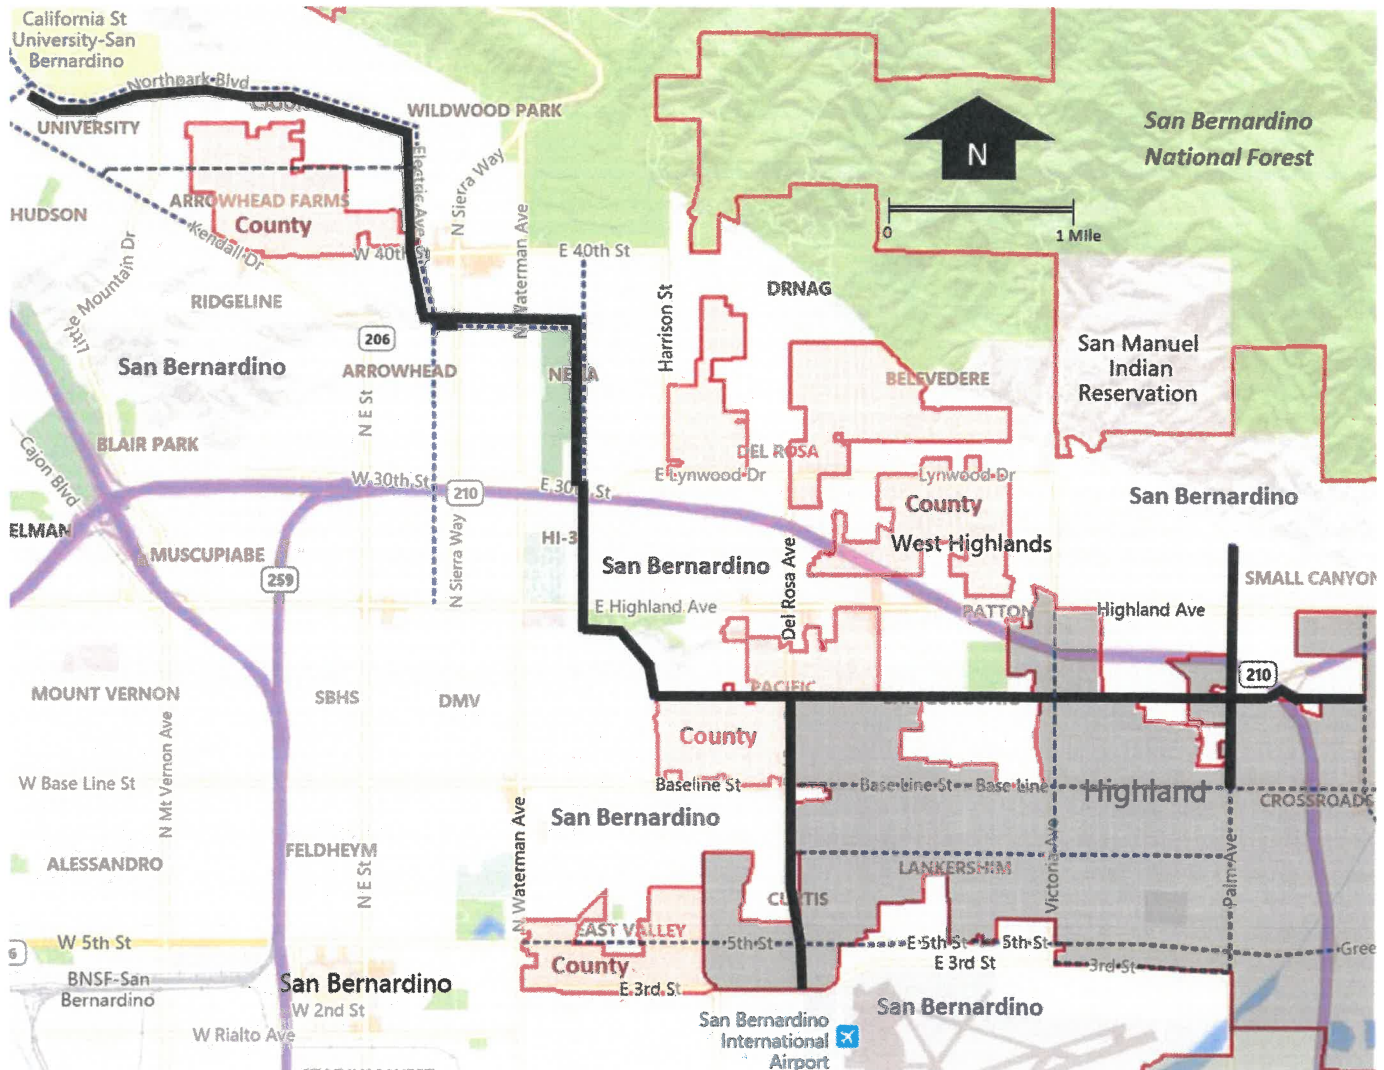 California St
University-San
Bernardino
Northpark Blvd
WILDWOOD PARK
UNIVERSITY
San Bernardino
National Forest
N
0
1 Mile
HUDSON
ARROWHEAD FARMS
County
Kendall Dr
W 40th St
Electric Ave
N Sierra Way
N Waterman Ave
E 40th St
Little Mountain Dr
RIDGELINE
206
San Bernardino
ARROWHEAD
N E St
Harrison St
DRNAG
San Manuel
Indian
Reservation
BELVEDERE
BLAIR PARK
Cajon Blvd
DEL ROSA
E Lynwood Dr
Lynwood Dr
W 30th St
210
E 30th St
County
San Bernardino
ELMAN
MUSCUPIABE
HI-3
West Highlands
259
N Sierra Way
San Bernardino
Del Rosa Ave
SMALL CANYON
E Highland Ave
PATTON
Highland Ave
MOUNT VERNON
SBHS
DMV
PACIFIC
210
N Mt Vernon Ave
County
W Base Line St
Baseline St
Base Line St
Base Line
Highland
CROSSROADS
N Waterman Ave
San Bernardino
ALESSANDRO
FELDHEYM
N E St
LANKERSHIM
Victoria Ave
Palm Ave
CURTIS
W 5th St
EAST VALLEY
5th St
E 5th St
5th St
Gree
E 3rd St
3rd St
County
BNSF-San
Bernardino
San Bernardino
E 3rd St
W 2nd St
San Bernardino
W Rialto Ave
San Bernardino
International
Airport